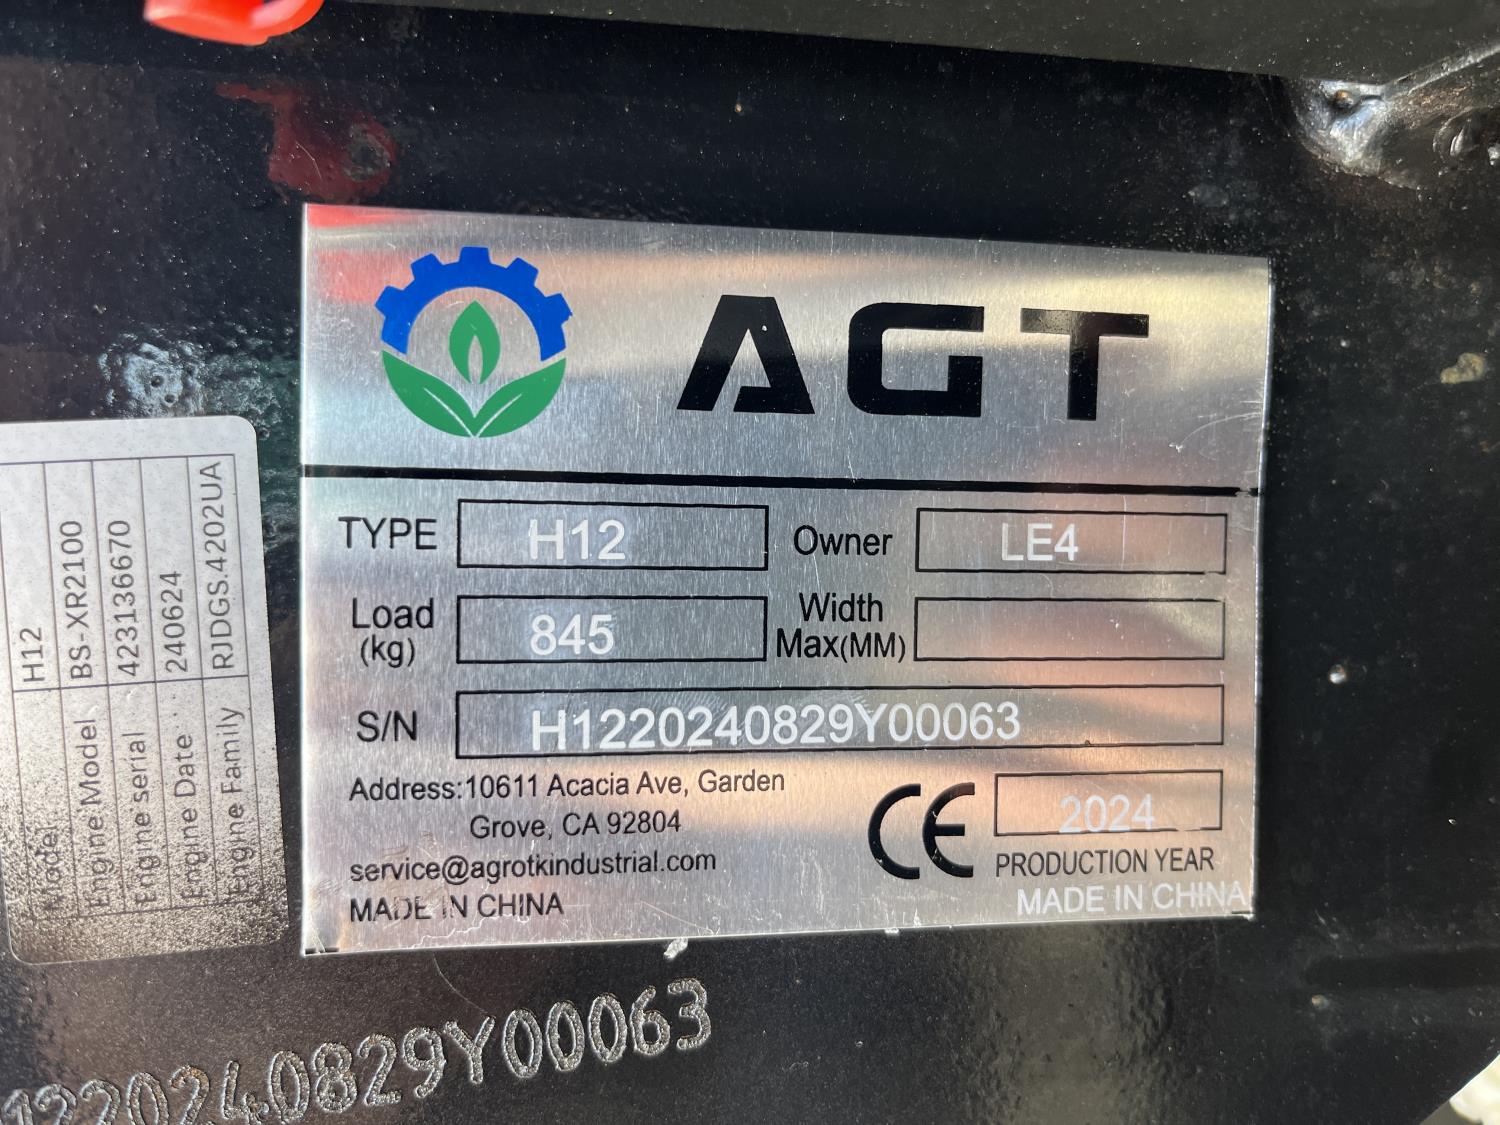 AGT
TYPE H12 Owner LE4
Load (kg) 845 Width Max(MM)
S/N H1220240829Y00063
Address:10611 Acacia Ave, Garden
Grove, CA 92804
service@agrotkindustrial.com
MADE IN CHINA
CE 2024
PRODUCTION YEAR
MADE IN CHINA
Model: H12
Engine Model BS-XR2100
Engine serial 423136670
Engine Date 240624
Engine Family RJDGS.4202UA
1220240829Y00063